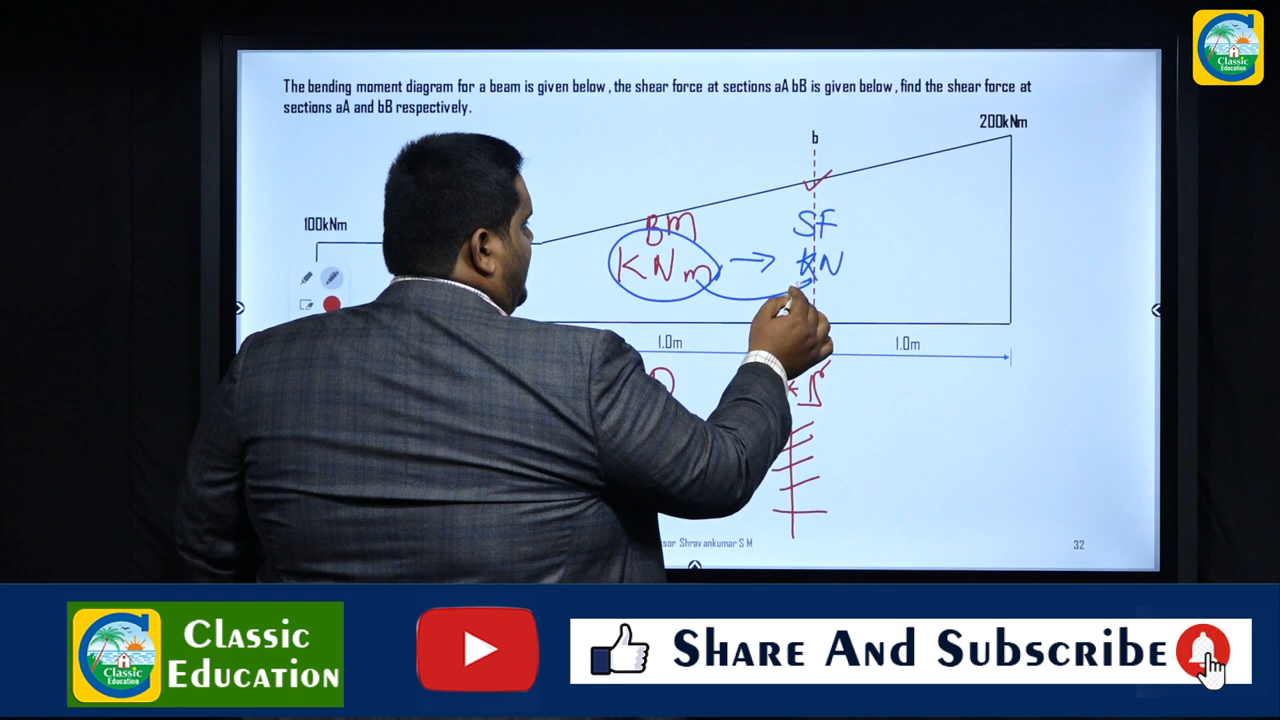 Classic
Education
The bending moment diagram for a beam is given below, the shear force at sections aA bB is given below, find the shear force at
sections aA and bB respectively.
200kNm
b
100kNm
BM
SF
KNm → KN
1.0m
1.0m
Shravankumar S M
32
Classic
Education
Classic
Education
Share And Subscribe